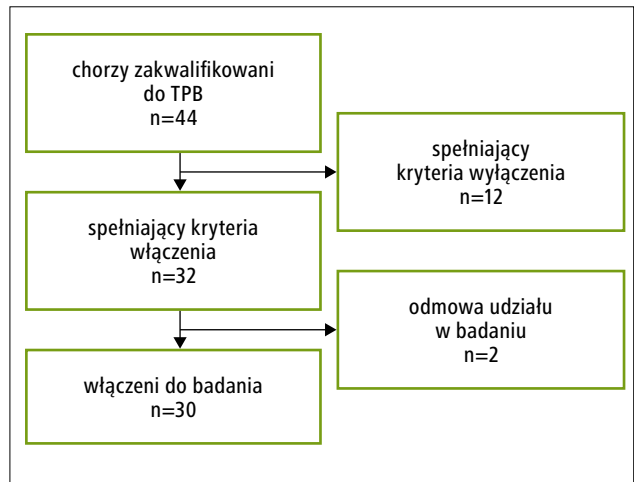 chorzy zakwalifikowani
do TPB
n=44
spełniający
kryteria wyłączenia
n=12
spełniający kryteria
włączenia
n=32
odmowa udziału
w badaniu
n=2
włączeni do badania
n=30